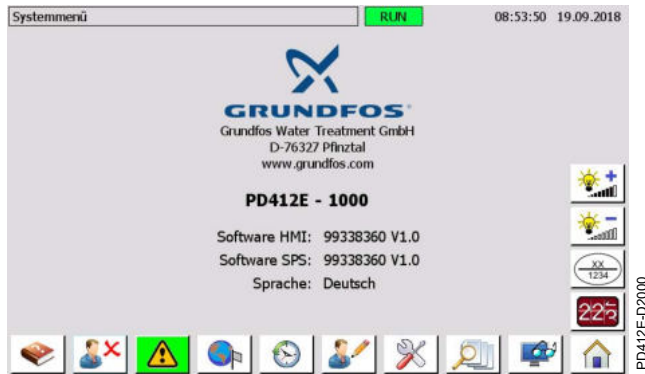 Systemmenü RUN 08:53:50 19.09.2018
GRUNDFOS
Grundfos Water Treatment GmbH
D-76327 Pfinztal
www.grundfos.com
PD412E - 1000
Software HMI: 99338360 V1.0
Software SPS: 99338360 V1.0
Sprache: Deutsch
+
−
XX
1234
225
PD412E-D2000